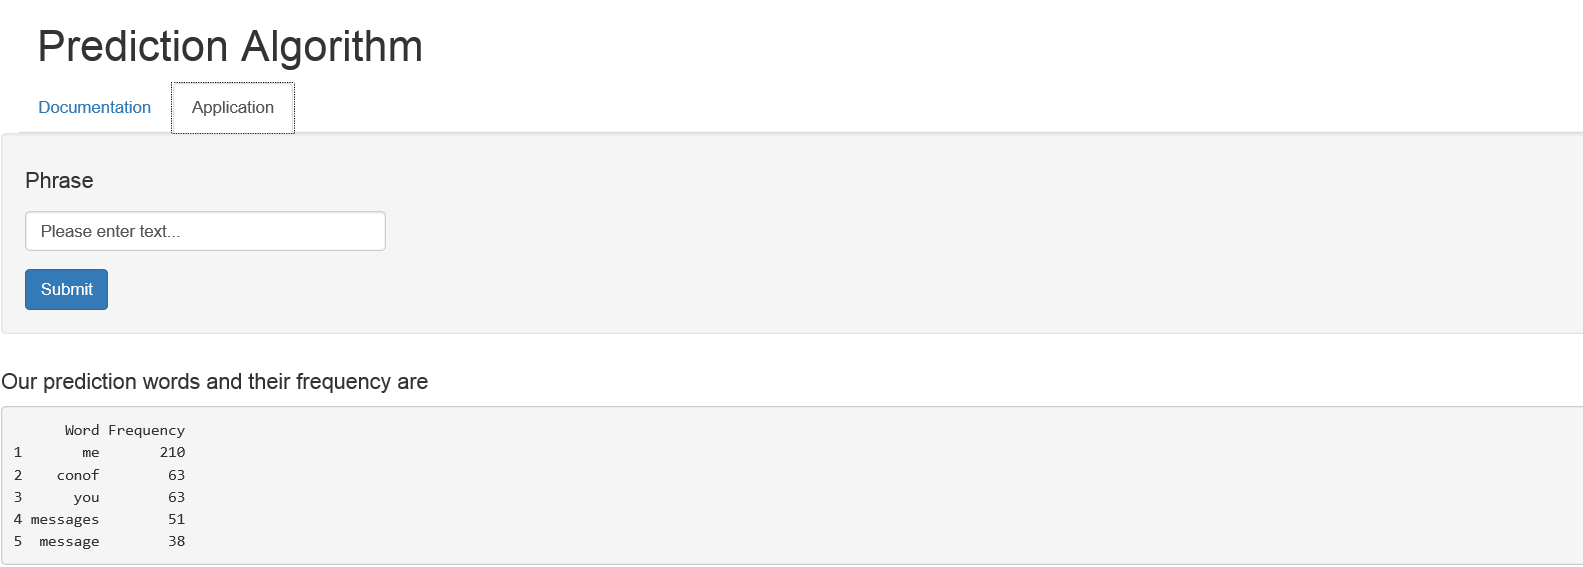 Prediction Algorithm
Documentation Application
Phrase
Please enter text...
Submit
Our prediction words and their frequency are
Word Frequency
1 me 210
2 conof 63
3 you 63
4 messages 51
5 message 38